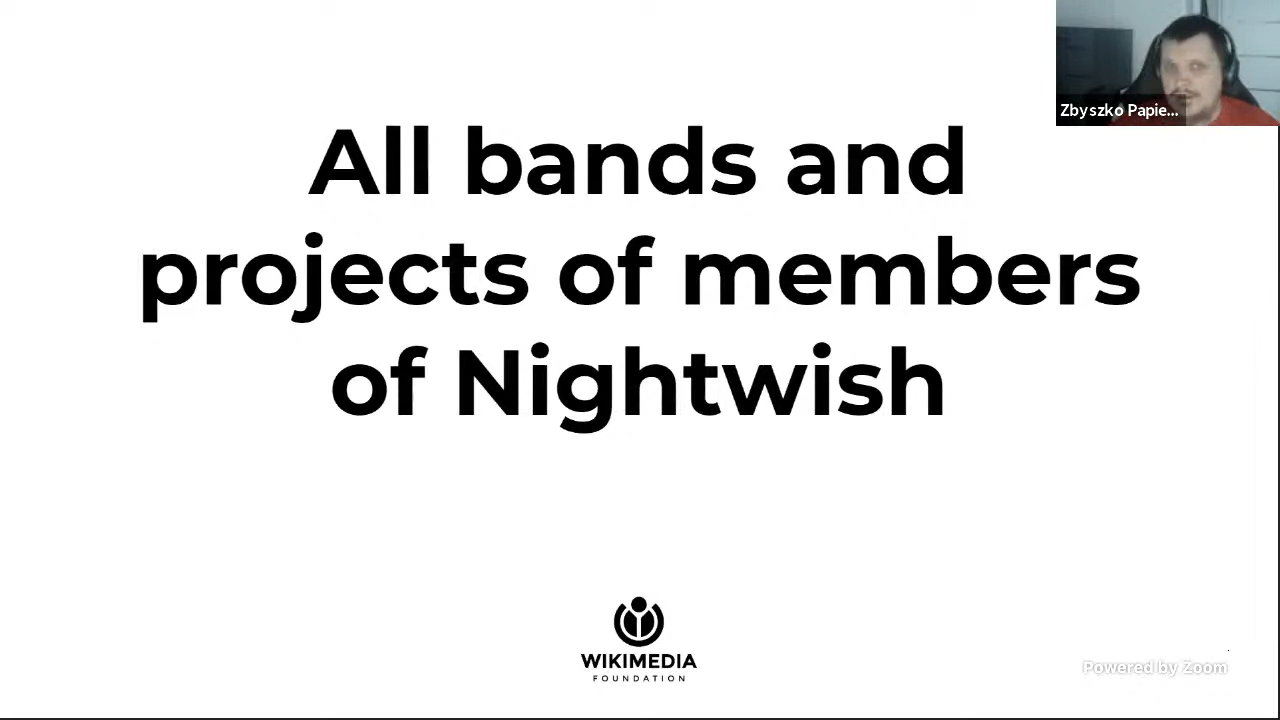 Zbyszko Papie...
All bands and
projects of members
of Nightwish
WIKIMEDIA
FOUNDATION
Powered by Zoom